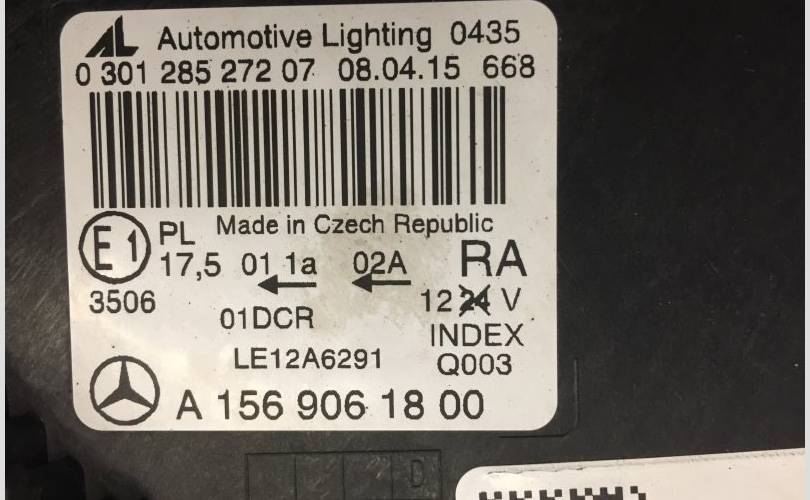 AL Automotive Lighting 0435
0 301 285 272 07 08.04.15 668
Made in Czech Republic
E1 PL 17,5 01 1a 02A RA
3506
01DCR
12 24 V
LE12A6291
INDEX
Q003
A 156 906 18 00
D